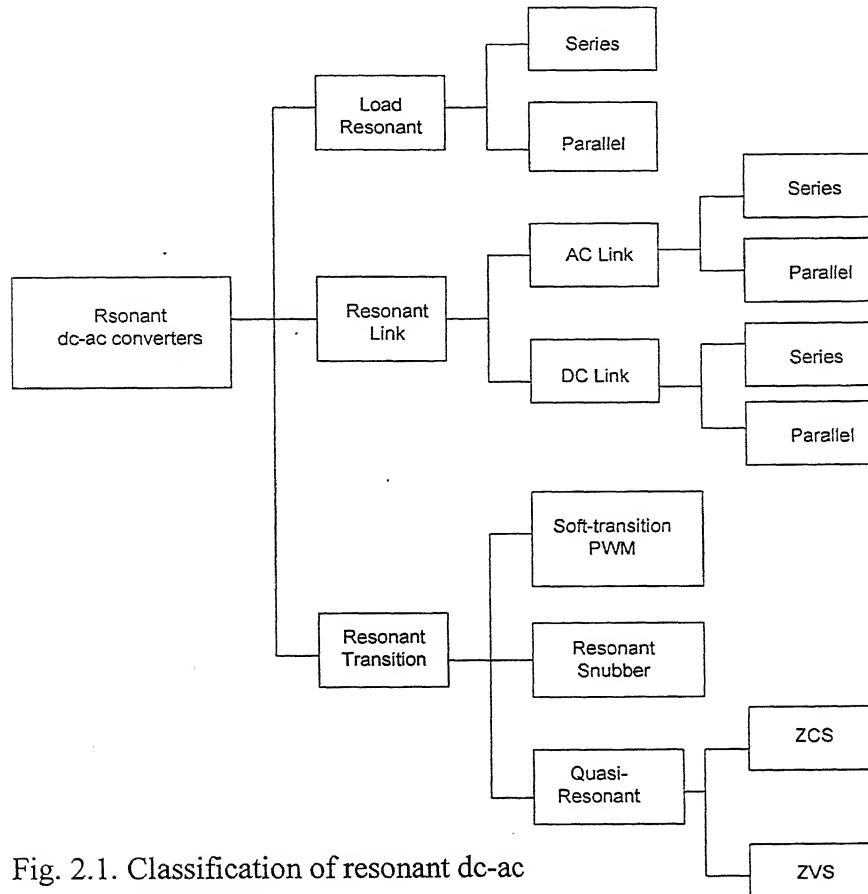 Series
Load
Resonant
Parallel
Series
AC Link
Parallel
Rsonant
dc-ac converters
Resonant
Link
Series
DC Link
Parallel
Soft-transition
PWM
Resonant
Transition
Resonant
Snubber
ZCS
Quasi-
Resonant
ZVS
Fig. 2.1. Classification of resonant dc-ac